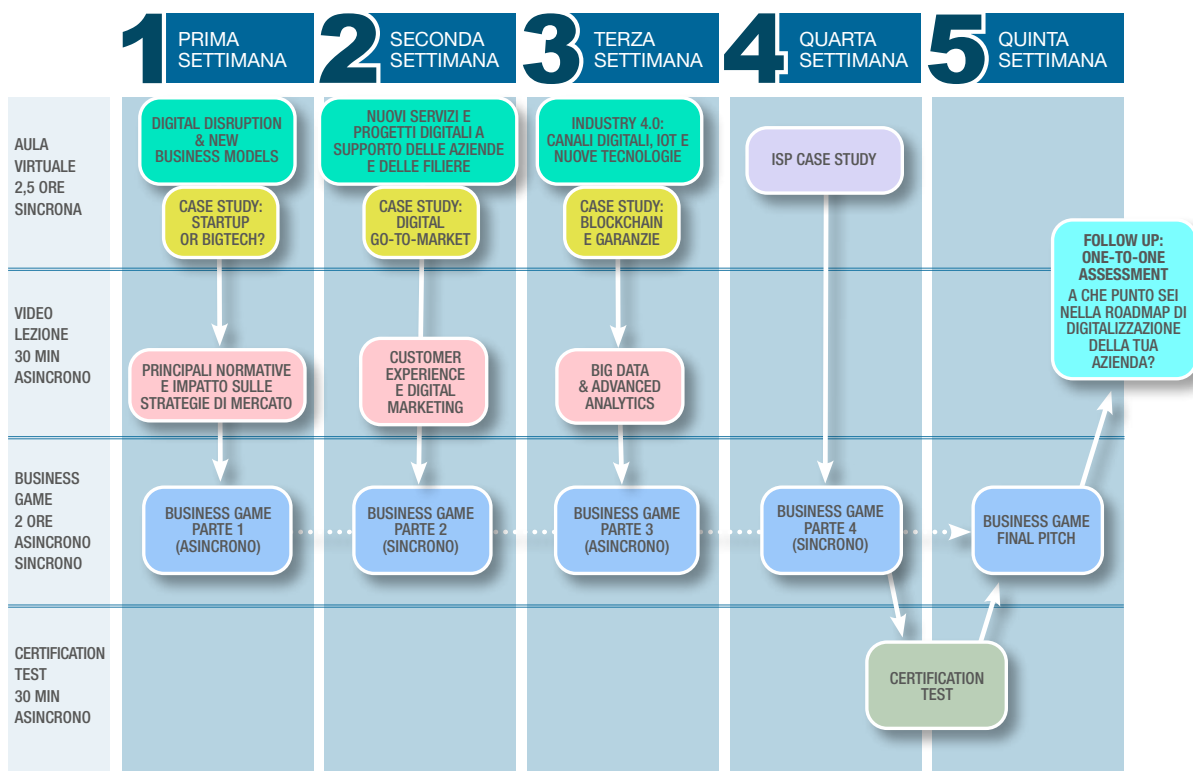 1 PRIMA
SETTIMANA
2 SECONDA
SETTIMANA
3 TERZA
SETTIMANA
4 QUARTA
SETTIMANA
5 QUINTA
SETTIMANA
AULA
VIRTUALE
2,5 ORE
SINCRONA
DIGITAL DISRUPTION
& NEW
BUSINESS MODELS
NUOVI SERVIZI E
PROGETTI DIGITALI A
SUPPORTO DELLE AZIENDE
E DELLE FILIERE
INDUSTRY 4.0:
CANALI DIGITALI, IOT E
NUOVE TECNOLOGIE
ISP CASE STUDY
CASE STUDY:
STARTUP
OR BIGTECH?
CASE STUDY:
DIGITAL
GO-TO-MARKET
CASE STUDY:
BLOCKCHAIN
E GARANZIE
FOLLOW UP:
ONE-TO-ONE
ASSESSMENT
A CHE PUNTO SEI
NELLA ROADMAP DI
DIGITALIZZAZIONE
DELLA TUA
AZIENDA?
VIDEO
LEZIONE
30 MIN
ASINCRONO
PRINCIPALI NORMATIVE
E IMPATTO SULLE
STRATEGIE DI MERCATO
CUSTOMER
EXPERIENCE
E DIGITAL
MARKETING
BIG DATA
& ADVANCED
ANALYTICS
BUSINESS
GAME
2 ORE
ASINCRONO
SINCRONO
BUSINESS GAME
PARTE 1
(ASINCRONO)
BUSINESS GAME
PARTE 2
(SINCRONO)
BUSINESS GAME
PARTE 3
(ASINCRONO)
BUSINESS GAME
PARTE 4
(SINCRONO)
BUSINESS GAME
FINAL PITCH
CERTIFICATION
TEST
30 MIN
ASINCRONO
CERTIFICATION
TEST